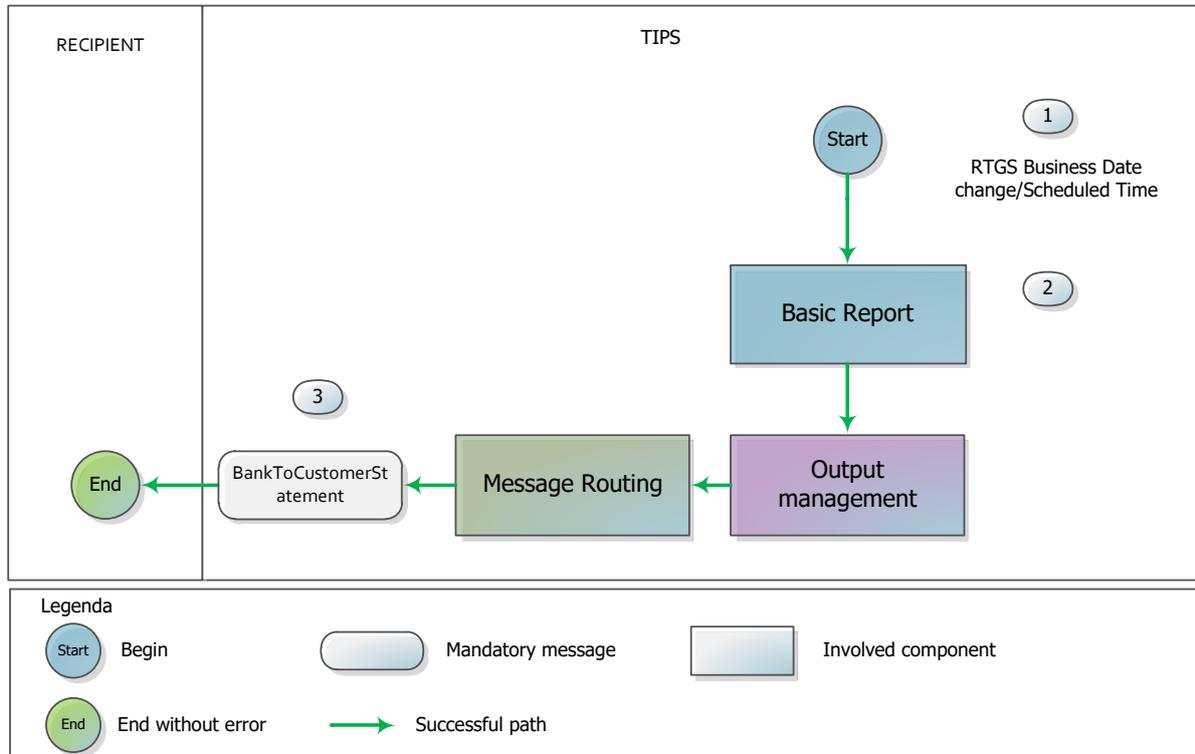 RECIPIENT
TIPS
Start
1
RTGS Business Date
change/Scheduled Time
Basic Report
2
3
End
BankToCustomerSt
atement
Message Routing
Output
management
Legenda
Start
Begin
Mandatory message
Involved component
End
End without error
Successful path